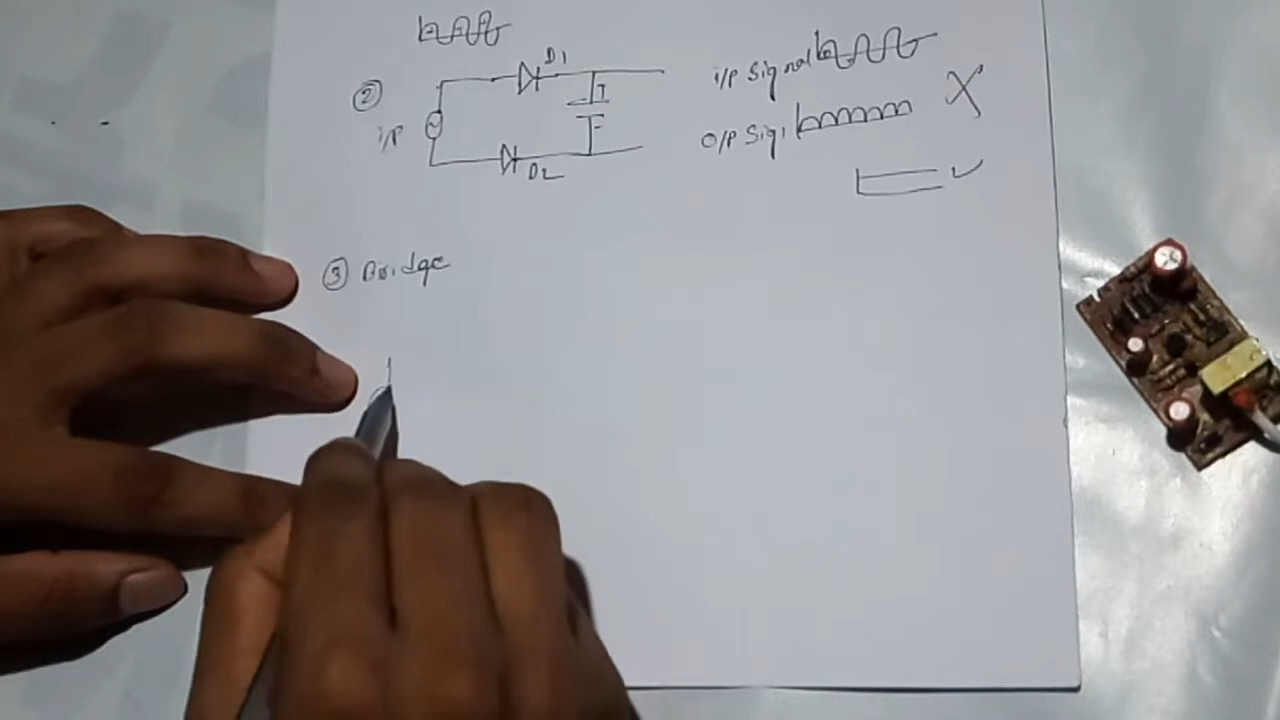 D1
②
i/P
D2
i/P Signal
O/P Sig,
③ Bridge